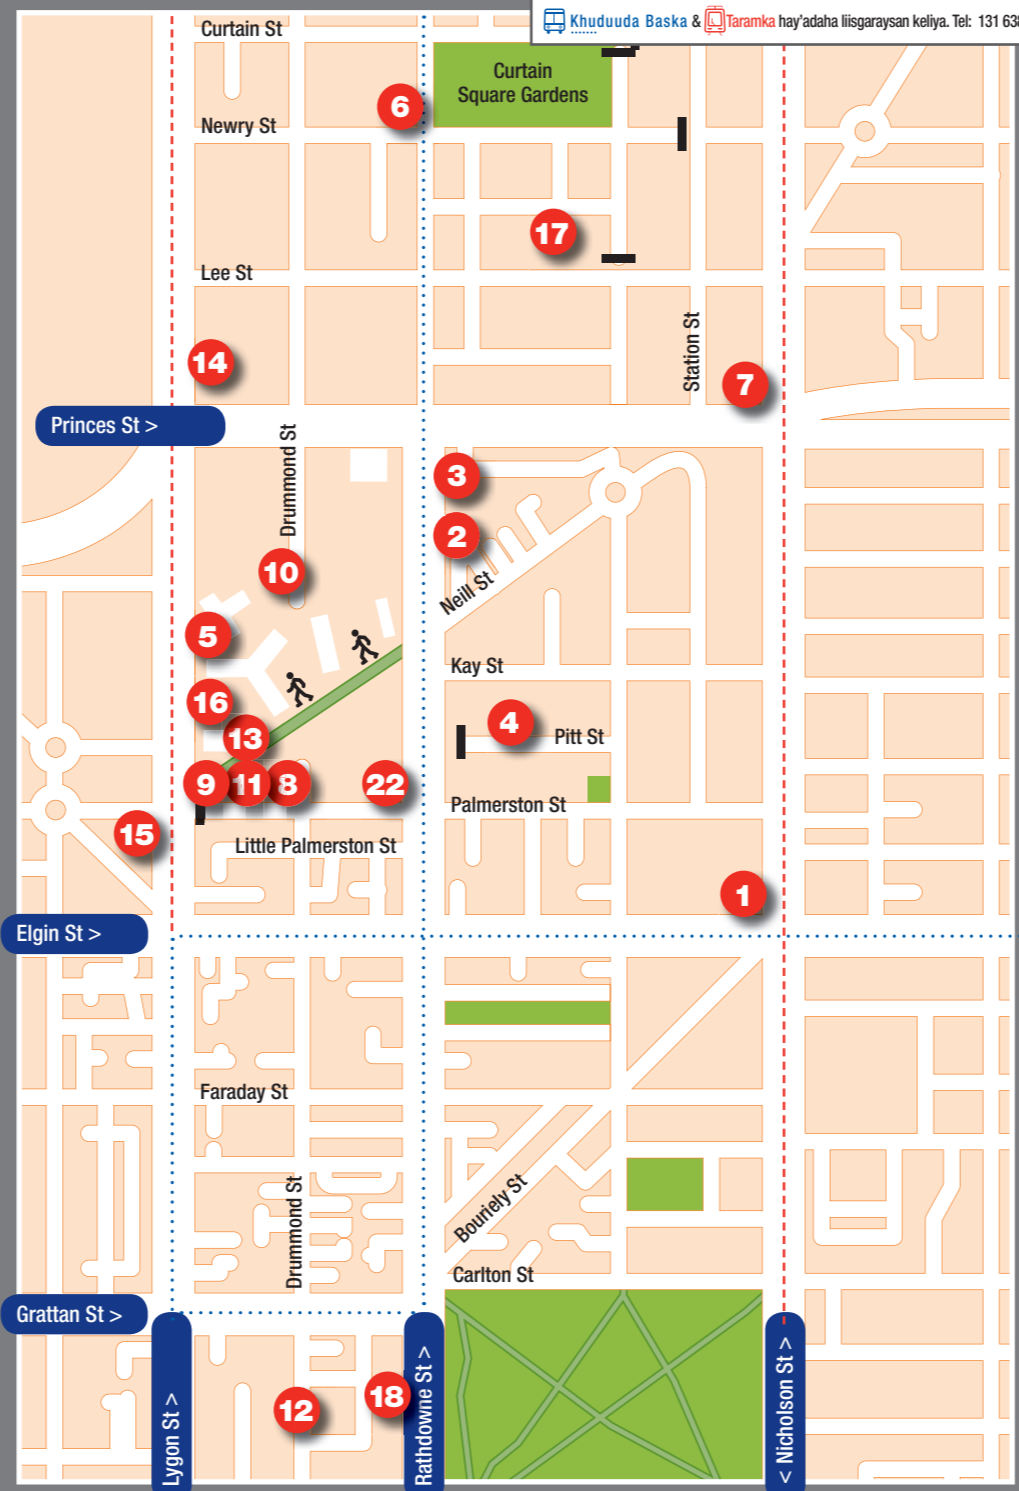 Khuduuda Baska & Taramka hay'adaha liisgaraysan keliya. Tel: 131 638
Curtain St
Curtain
Square Gardens
6
Newry St
17
Lee St
Station St
14
7
Princes St >
Drummond St
3
2
10
Neill St
5
Kay St
16
4
13
Pitt St
9
11
8
22
Palmerston St
15
Little Palmerston St
1
Elgin St >
Faraday St
Drummond St
Bouriely St
Carlton St
Grattan St >
Lygon St >
12
18
Rathdowne St >
< Nicholson St >